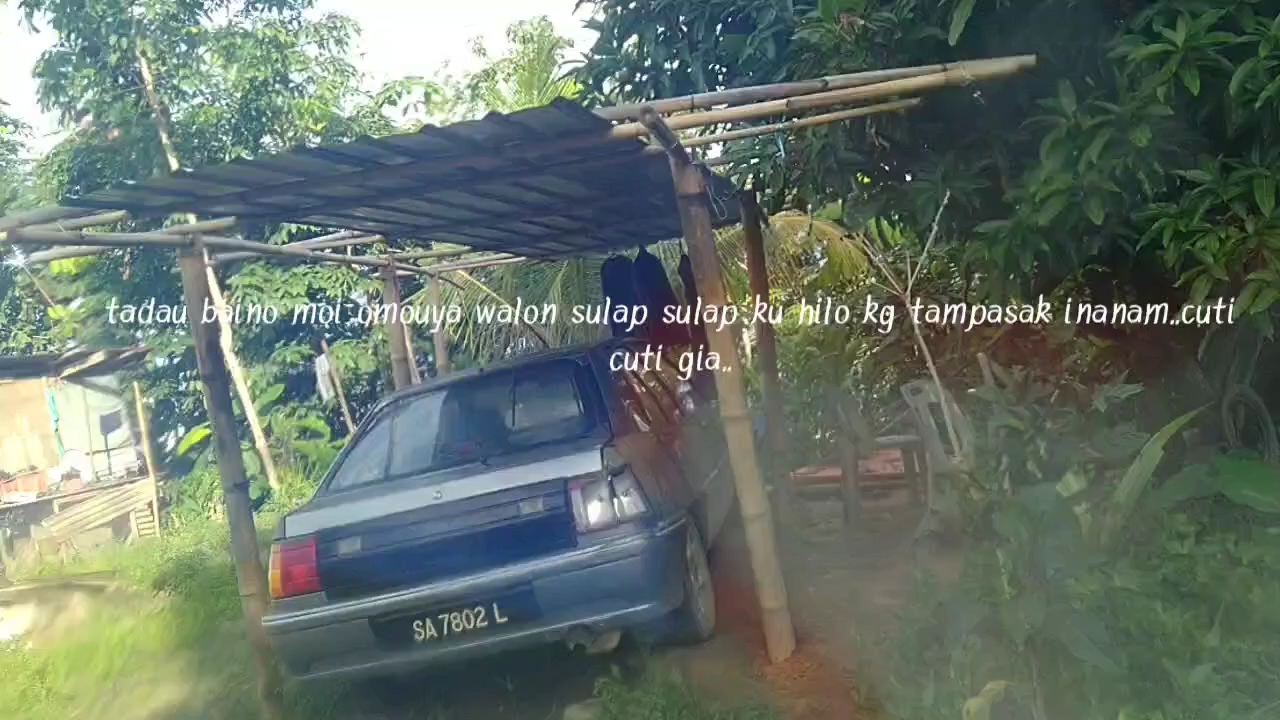 tadau baino moi..omouya walon sulap sulap.ku hilo kg tampasak inanam..cuti
cuti gia..
SA 7802 L